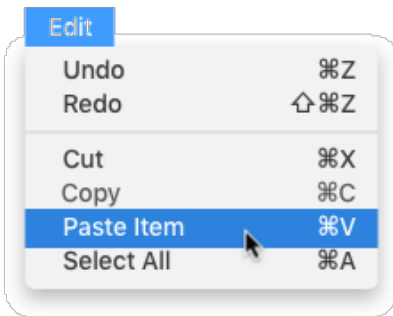 Edit
Undo ⌘Z
Redo ⇧⌘Z
Cut ⌘X
Copy ⌘C
Paste Item ⌘V
Select All ⌘A